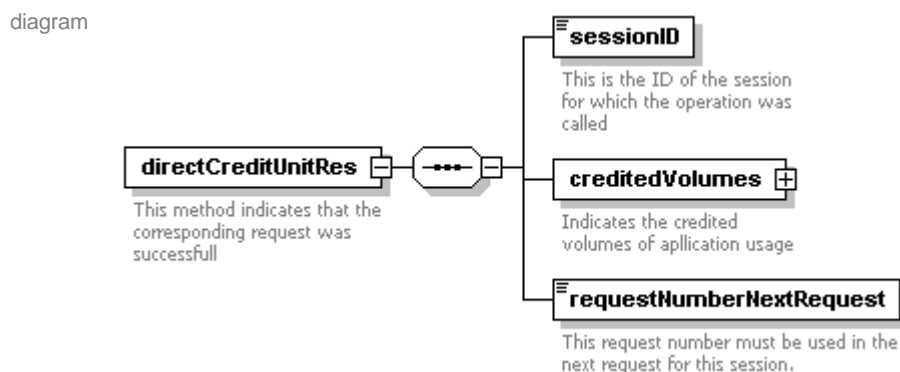 diagram
sessionID
This is the ID of the session
for which the operation was
called
directCreditUnitRes
This method indicates that the
corresponding request was
successfull
creditedVolumes
Indicates the credited
volumes of apllication usage
requestNumberNextRequest
This request number must be used in the
next request for this session.